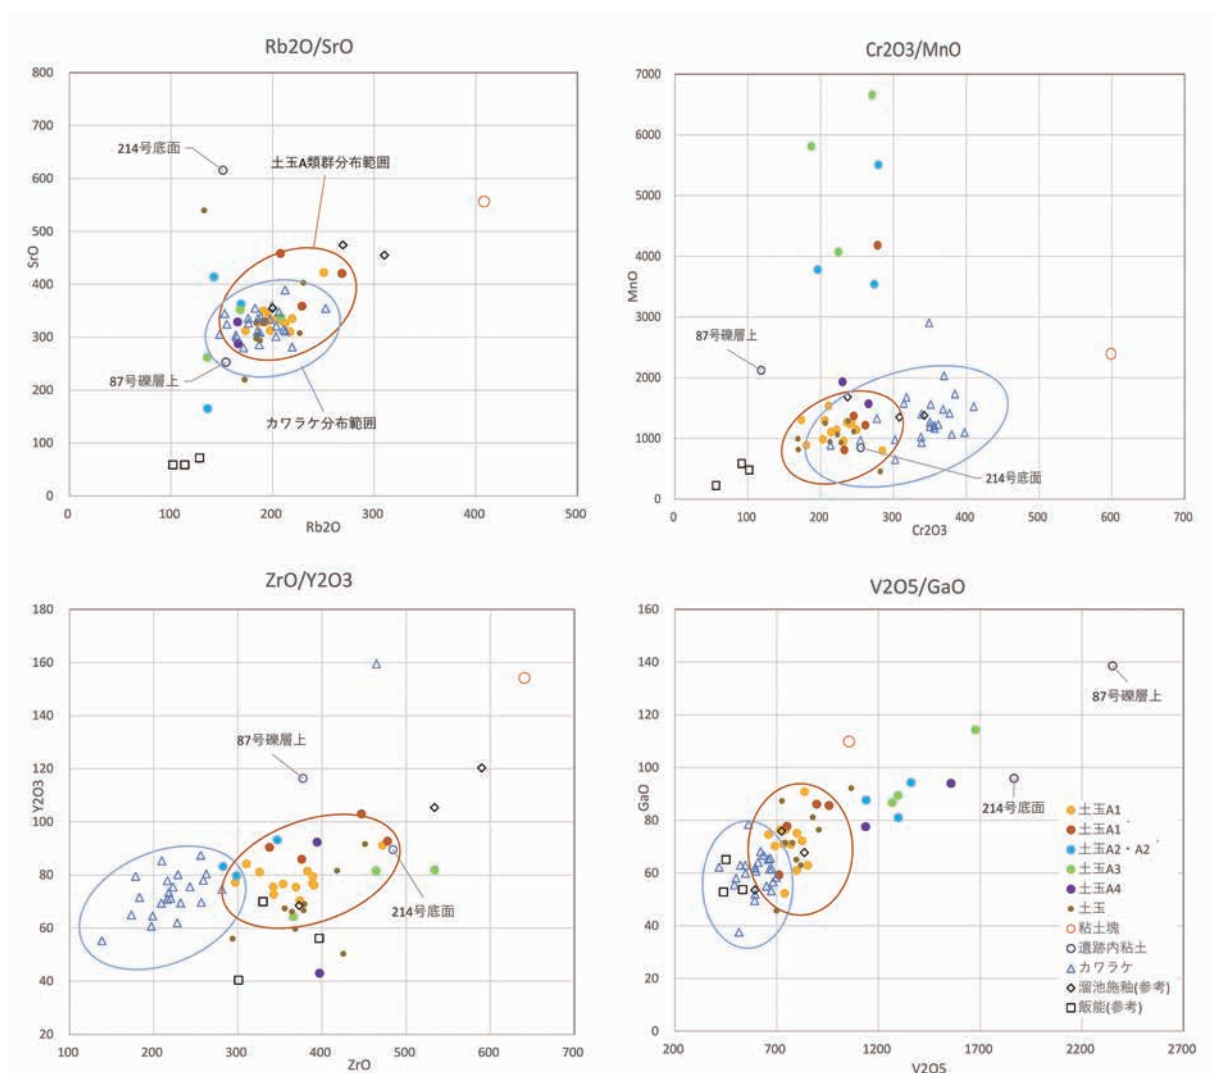 Rb2O/SrO
800
700
600
500
400
300
200
100
0
SrO
214号底面
土玉A類群分布範囲
87号礫層上
カワラケ分布範囲
0
100
200
300
400
500
Rb2O
Cr2O3/MnO
7000
6000
5000
4000
3000
2000
1000
0
MnO
87号礫層上
214号底面
0
100
200
300
400
500
600
700
Cr2O3
ZrO/Y2O3
180
160
140
120
100
80
60
40
20
Y2O3
87号礫層上
214号底面
100
200
300
400
500
600
700
ZrO
V2O5/GaO
160
140
120
100
80
60
40
20
0
GaO
87号礫層上
214号底面
土玉A1
土玉A1
土玉A2・A2
土玉A3
土玉A4
土玉
粘土塊
遺跡内粘土
カワラケ
溜池施釉(参考)
飯能(参考)
200
700
1200
1700
2200
2700
V2O5